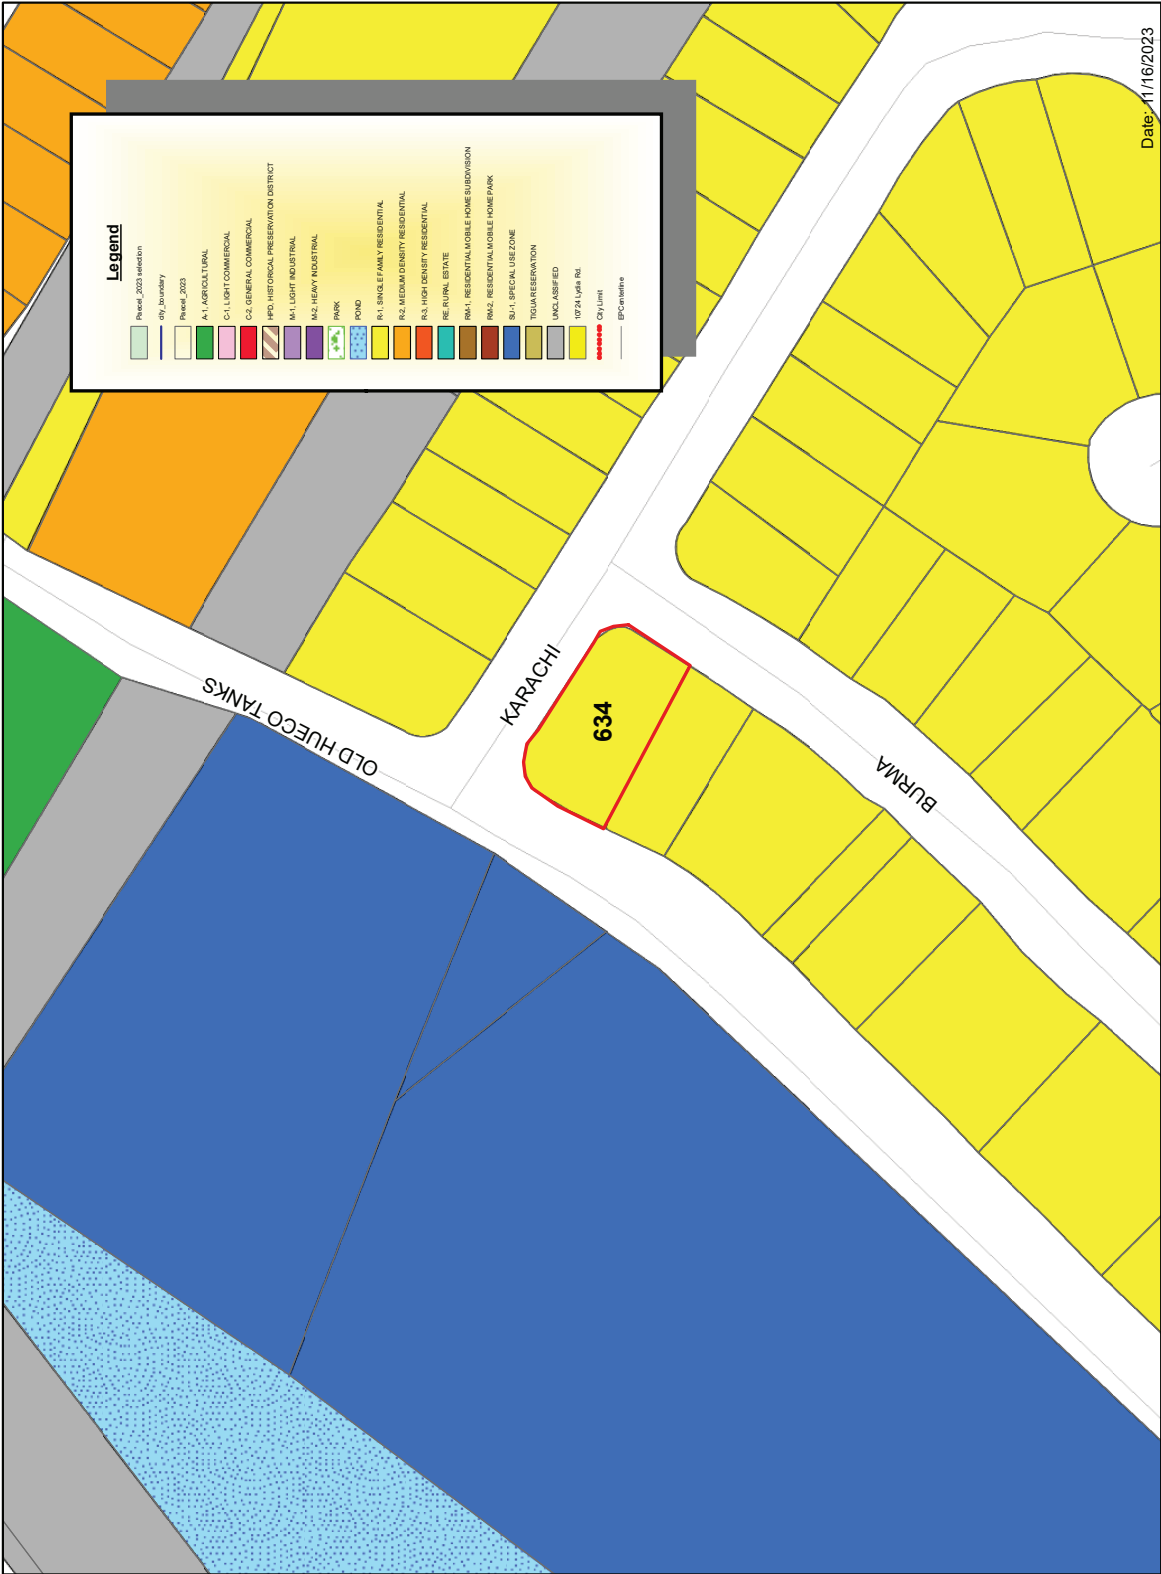 Legend
Parcel_2023 selection
city_boundary
Parcel_2023
A-1, AGRICULTURAL
C-1, LIGHT COMMERCIAL
C-2, GENERAL COMMERCIAL
HPD, HISTORICAL PRESERVATION DISTRICT
M-1, LIGHT INDUSTRIAL
M-2, HEAVY INDUSTRIAL
PARK
POND
R-1, SINGLE FAMILY RESIDENTIAL
R-2, MEDIUM DENSITY RESIDENTIAL
R-3, HIGH DENSITY RESIDENTIAL
RE, RURAL ESTATE
RM-1, RESIDENTIAL MOBILE HOME SUBDIVISION
RM-2, RESIDENTIAL MOBILE HOME PARK
SU-1, SPECIAL USE ZONE
TIGUA RESERVATION
UNCLASSIFIED
10724 Lydia Rd.
City Limit
EPCenterline
OLD HUECO TANKS
KARACHI
634
BURMA
Date: 11/16/2023